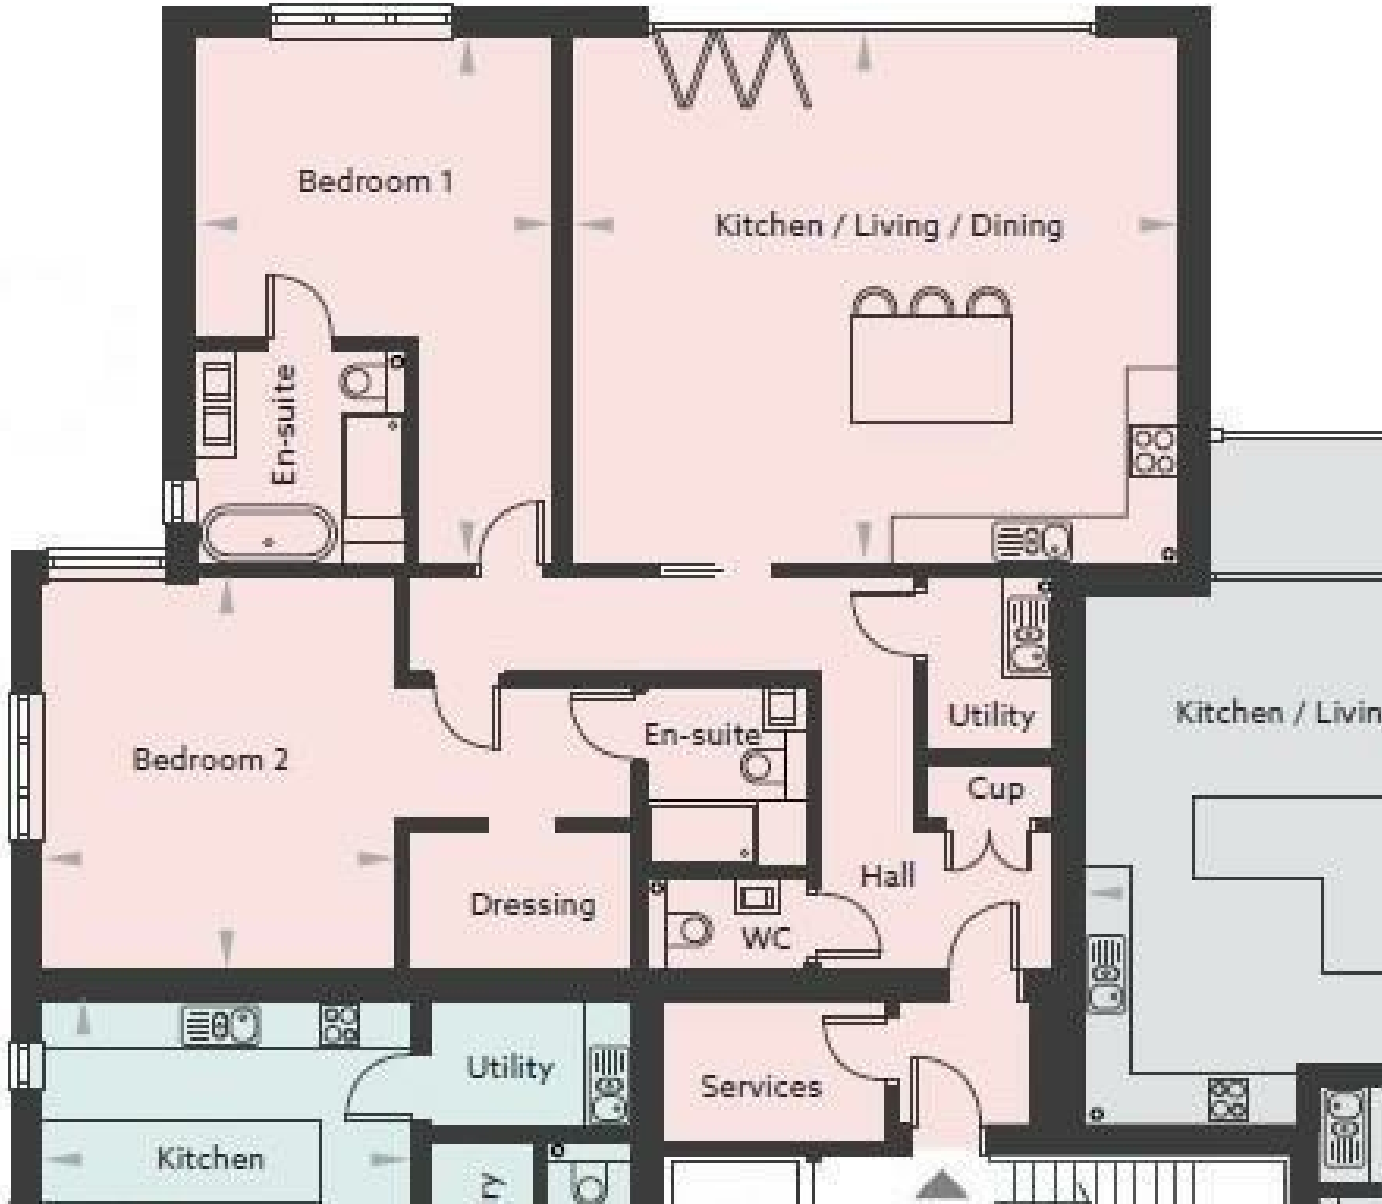 Bedroom 1
Kitchen / Living / Dining
En-suite
Kitchen / Livin
Utility
En-suite
Bedroom 2
Cup
Hall
Dressing
WC
Utility
Services
Kitchen
ry